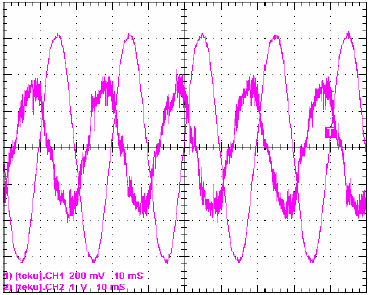 1) [teku].CH1  200 mV  10 mS
2) [teku].CH2  1  V  10 mS
T